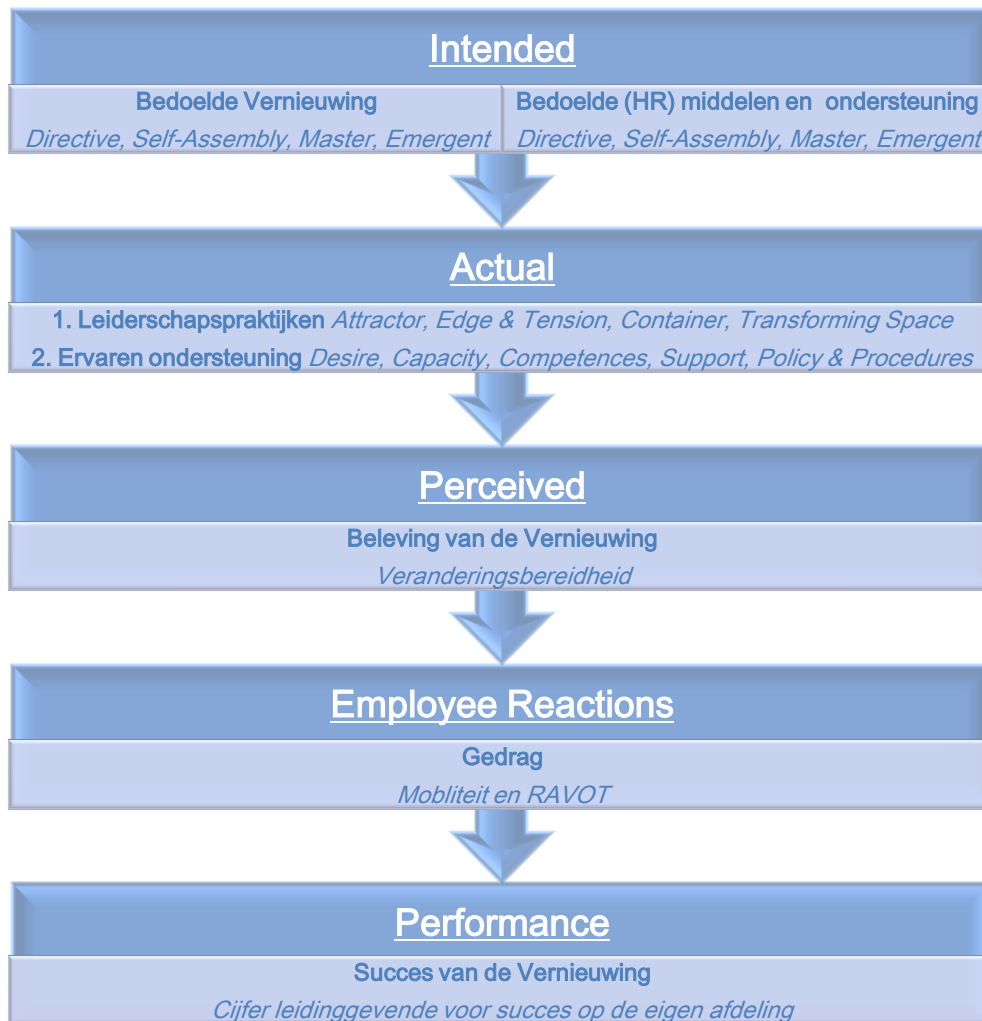 Intended
Bedoelde Vernieuwing
Directive, Self-Assembly, Master, Emergent
Bedoelde (HR) middelen en ondersteuning
Directive, Self-Assembly, Master, Emergent
Actual
1. Leiderschapspraktijken Attractor, Edge & Tension, Container, Transforming Space
2. Ervaren ondersteuning Desire, Capacity, Competences, Support, Policy & Procedures
Perceived
Beleving van de Vernieuwing
Veranderingsbereidheid
Employee Reactions
Gedrag
Mobliteit en RAVOT
Performance
Succes van de Vernieuwing
Cijfer leidinggevende voor succes op de eigen afdeling